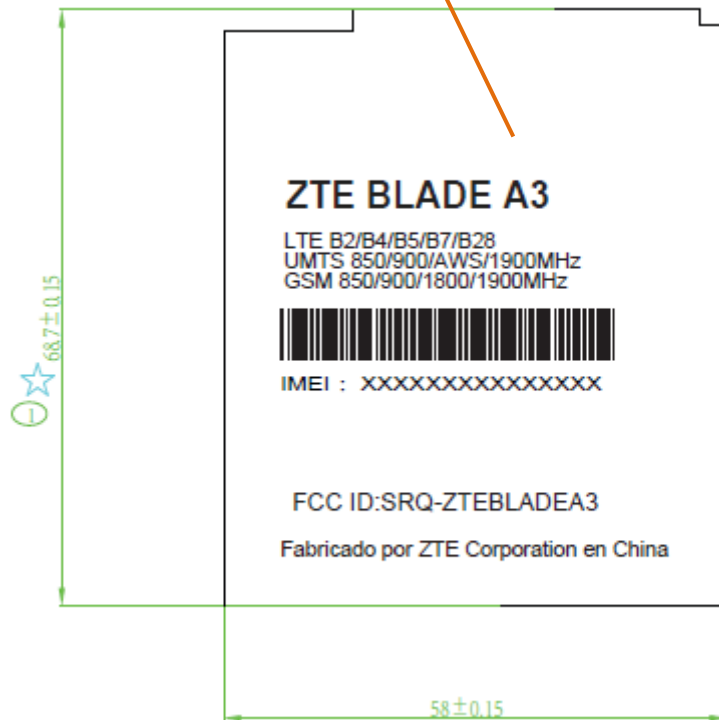 ZTE BLADE A3
LTE B2/B4/B5/B7/B28
UMTS 850/900/AWS/1900MHz
GSM 850/900/1800/1900MHz
68.7±0.15
1
IMEI : XXXXXXXXXXXXXXX
FCC ID:SRQ-ZTEBLADEA3
Fabricado por ZTE Corporation en China
58±0.15